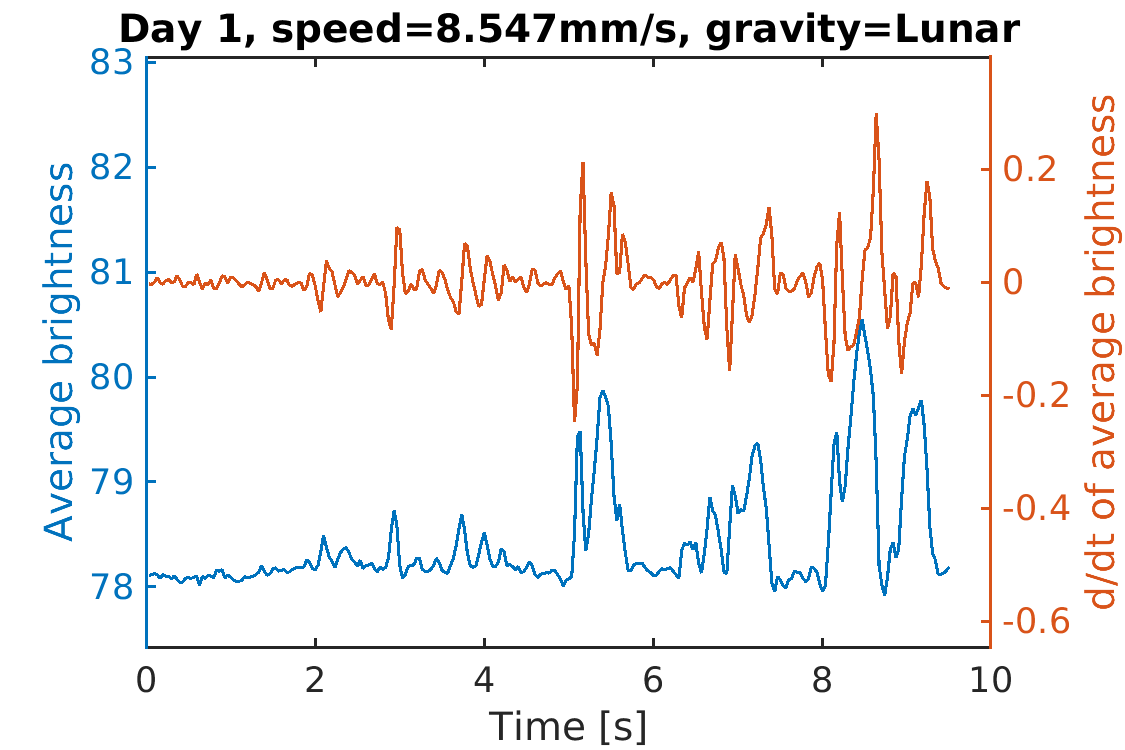 Day 1, speed=8.547mm/s, gravity=Lunar
Average brightness
83
82
81
80
79
78
0.2
0
-0.2
-0.4
-0.6
d/dt of average brightness
0 2 4 6 8 10
Time [s]